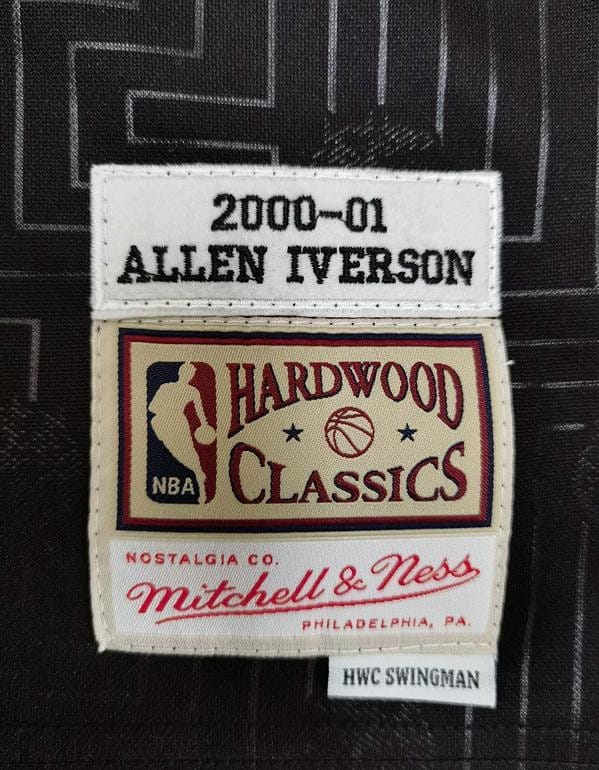 2000-01
ALLEN IVERSON
HARDWOOD
NBA
CLASSICS
NOSTALGIA CO.
Mitchell & Ness
PHILADELPHIA, PA.
HWC SWINGMAN